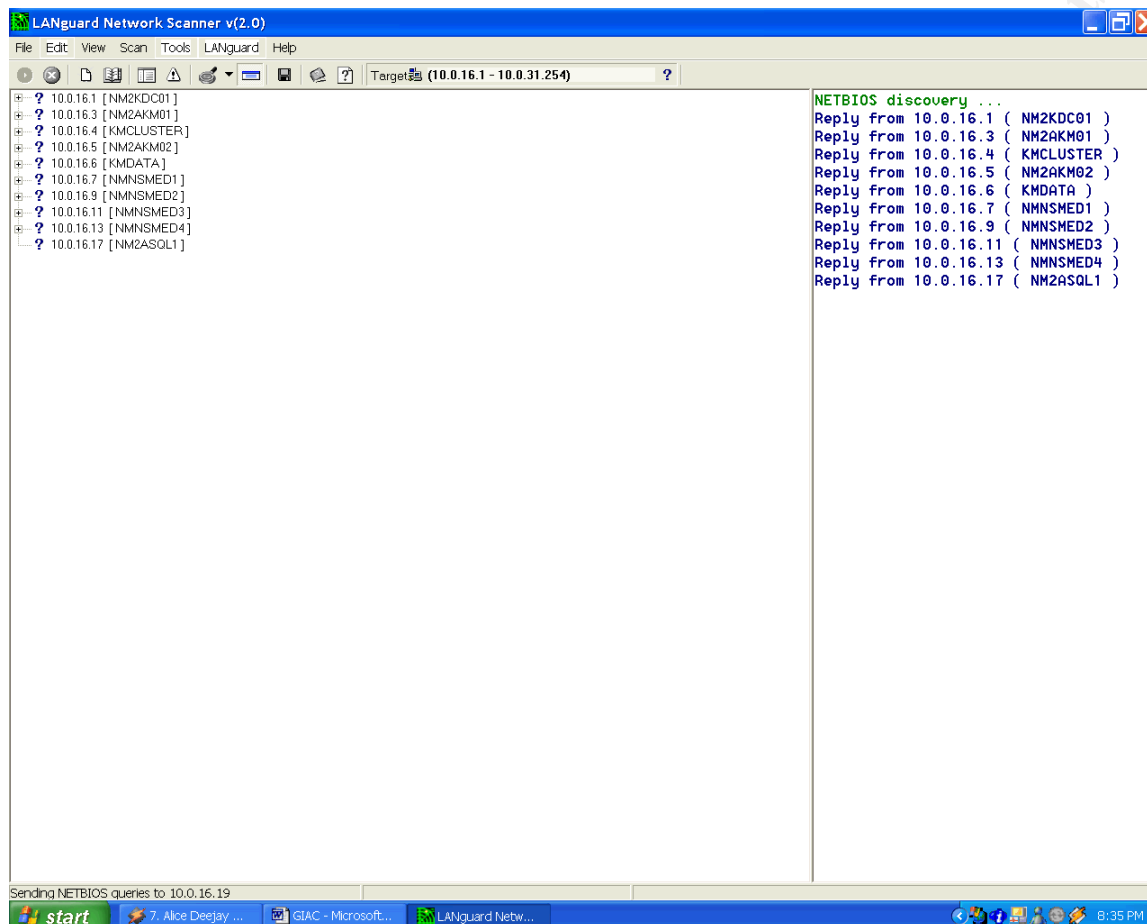 LANguard Network Scanner v(2.0)
File Edit View Scan Tools LANguard Help
Target (10.0.16.1 - 10.0.31.254) ?
? 10.0.16.1 [ NM2KDC01 ]
? 10.0.16.3 [ NM2AKM01 ]
? 10.0.16.4 [ KMCLUSTER ]
? 10.0.16.5 [ NM2AKM02 ]
? 10.0.16.6 [ KMDATA ]
? 10.0.16.7 [ NMNSMED1 ]
? 10.0.16.9 [ NMNSMED2 ]
? 10.0.16.11 [ NMNSMED3 ]
? 10.0.16.13 [ NMNSMED4 ]
? 10.0.16.17 [ NM2ASQL1 ]
NETBIOS discovery ...
Reply from 10.0.16.1 ( NM2KDC01 )
Reply from 10.0.16.3 ( NM2AKM01 )
Reply from 10.0.16.4 ( KMCLUSTER )
Reply from 10.0.16.5 ( NM2AKM02 )
Reply from 10.0.16.6 ( KMDATA )
Reply from 10.0.16.7 ( NMNSMED1 )
Reply from 10.0.16.9 ( NMNSMED2 )
Reply from 10.0.16.11 ( NMNSMED3 )
Reply from 10.0.16.13 ( NMNSMED4 )
Reply from 10.0.16.17 ( NM2ASQL1 )
Sending NETBIOS queries to 10.0.16.19
start 7. Alice Deejay ... GIAC - Microsoft... LANguard Netw... 8:35 PM